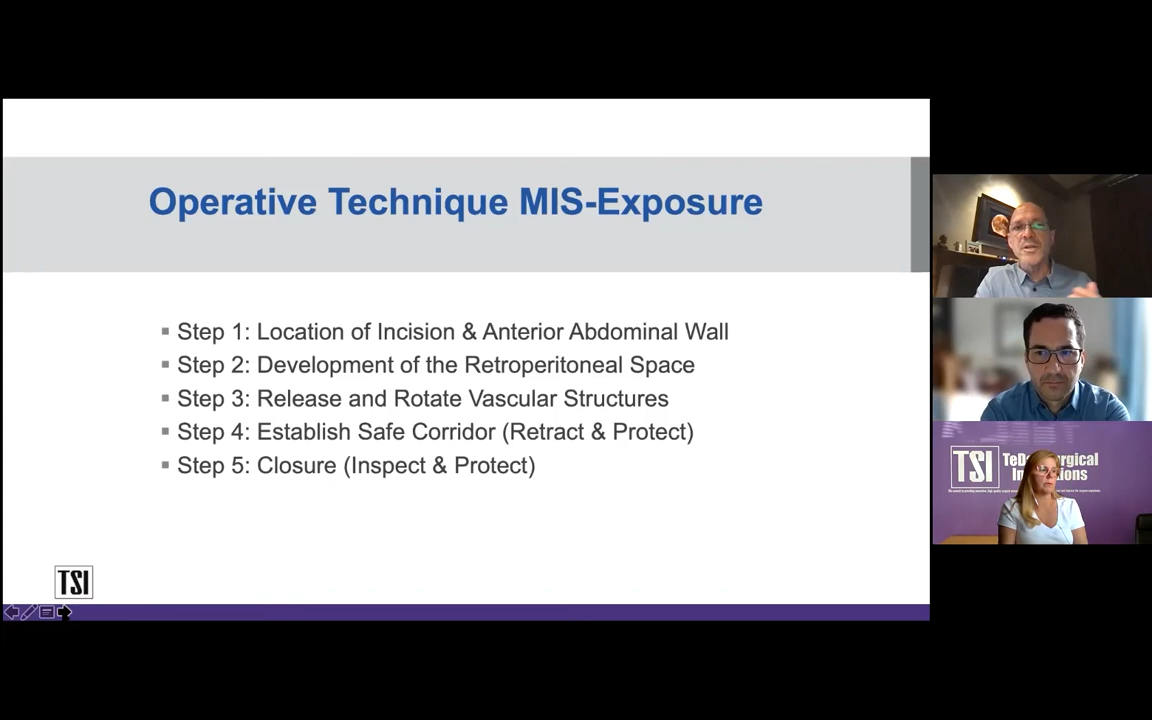 Operative Technique MIS-Exposure
▪ Step 1: Location of Incision & Anterior Abdominal Wall
▪ Step 2: Development of the Retroperitoneal Space
▪ Step 3: Release and Rotate Vascular Structures
▪ Step 4: Establish Safe Corridor (Retract & Protect)
▪ Step 5: Closure (Inspect & Protect)
TSI
TSI